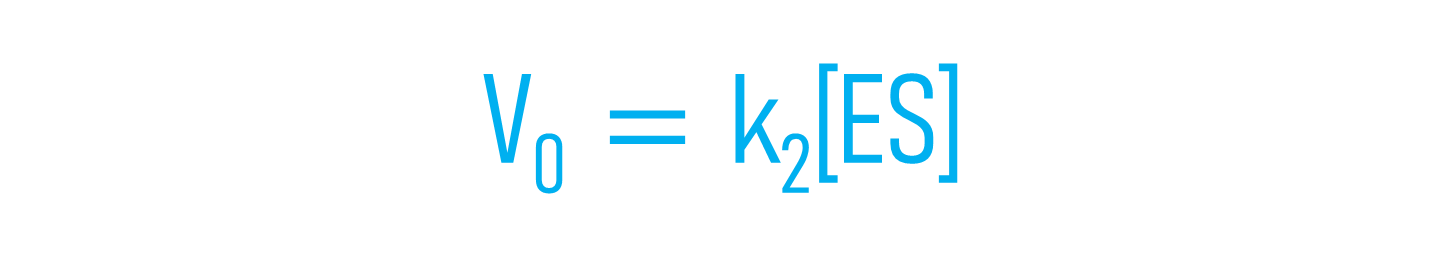 V₀ = k₂[ES]